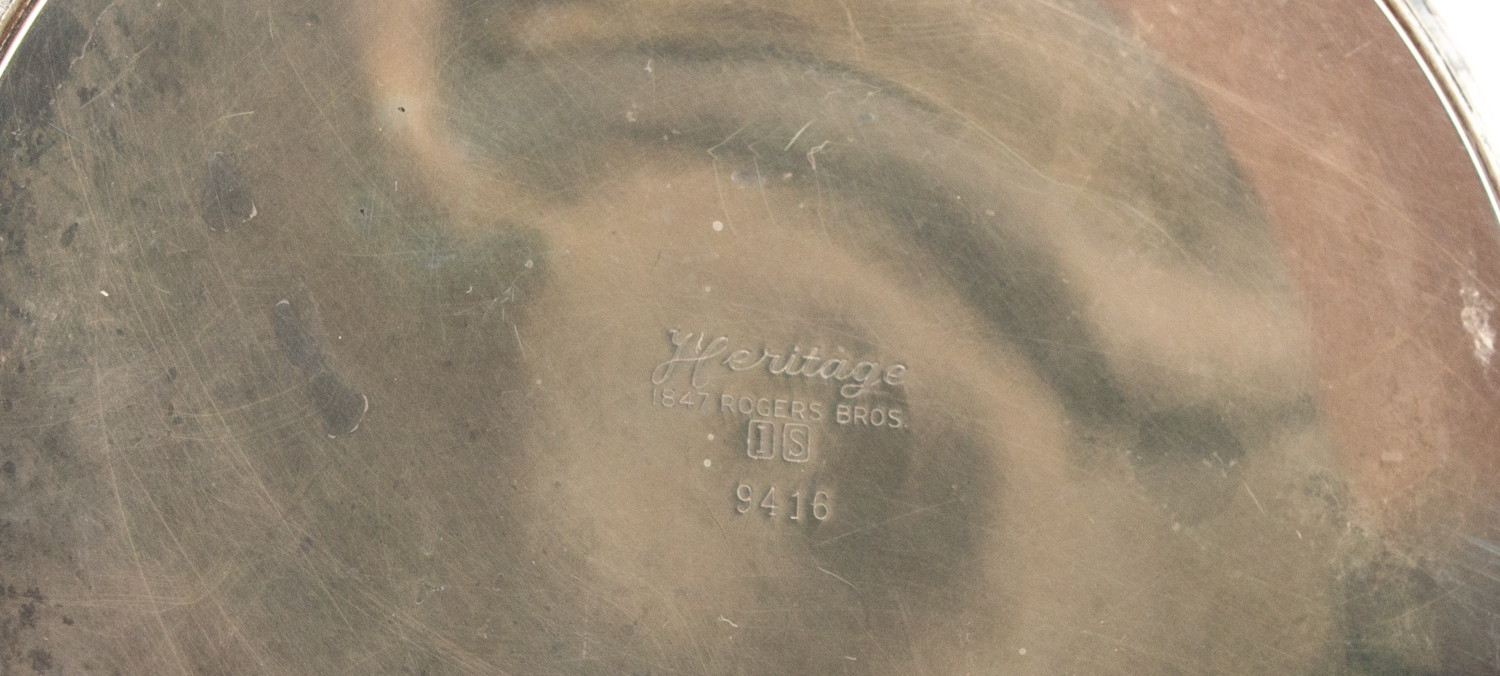 Heritage
1847 ROGERS BROS.
IS
9416